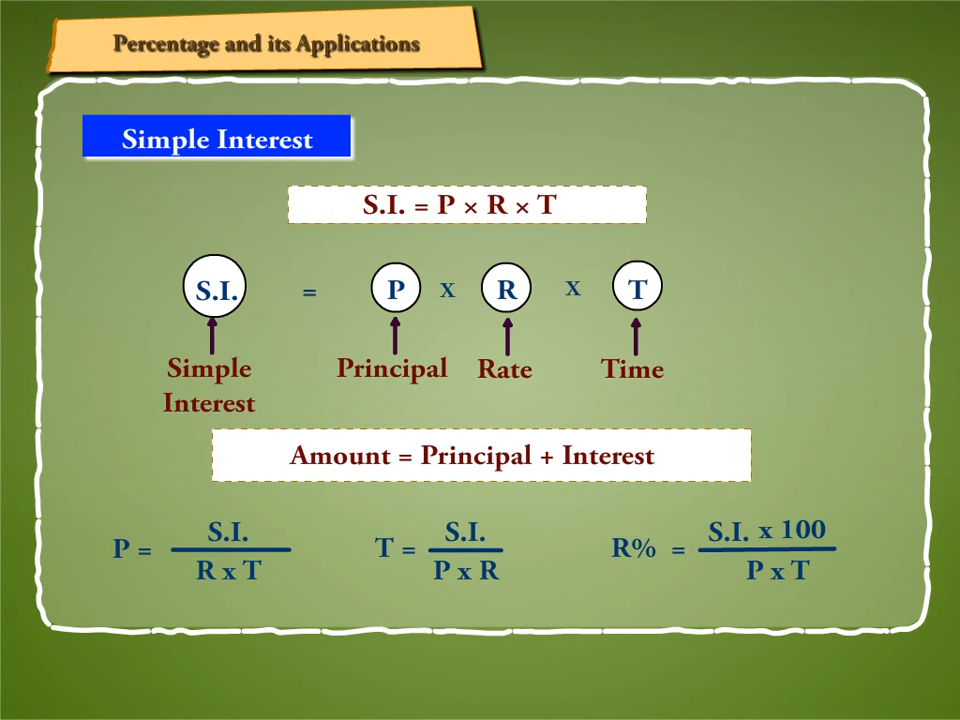 Percentage and its Applications
Simple Interest
S.I. = P × R × T
S.I. = P x R x T
Simple Interest
Principal
Rate
Time
Amount = Principal + Interest
P = S.I. / R x T
T = S.I. / P x R
R% = S.I. x 100 / P x T